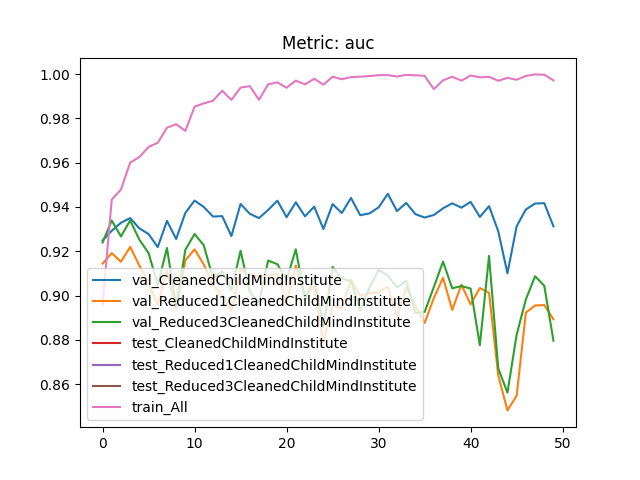 Metric: auc
1.00
0.98
0.96
0.94
0.92
0.90
0.88
0.86
val_CleanedChildMindInstitute
val_Reduced1CleanedChildMindInstitute
val_Reduced3CleanedChildMindInstitute
test_CleanedChildMindInstitute
test_Reduced1CleanedChildMindInstitute
test_Reduced3CleanedChildMindInstitute
train_All
0 10 20 30 40 50